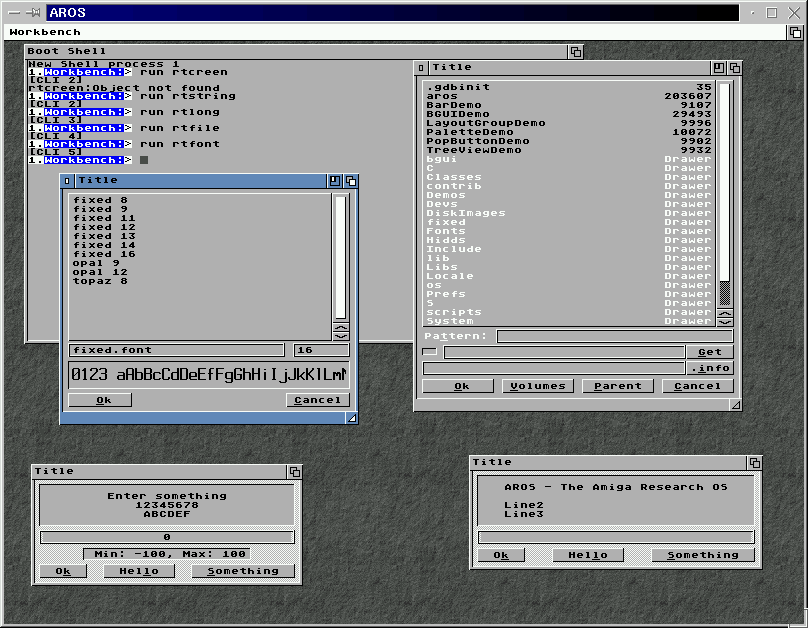 AROS
Workbench
Boot Shell
New Shell process 1
1.Workbench:> run rtcreen
[CLI 2]
rtcreen:Object not found
1.Workbench:> run rtstring
[CLI 2]
1.Workbench:> run rtlong
[CLI 3]
1.Workbench:> run rtfile
[CLI 4]
1.Workbench:> run rtfont
[CLI 5]
1.Workbench:>
Title
fixed 8
fixed 9
fixed 11
fixed 12
fixed 13
fixed 14
fixed 16
opal 9
opal 12
topaz 8
fixed.font 16
0123 aAbBcCdDeEfFgGhHiIjJkKlLm
Ok Cancel
Title
.gdbinit 35
aros 203607
BarDemo 9107
BGUIDemo 29493
LayoutGroupDemo 9996
PaletteDemo 10072
PopButtonDemo 9902
TreeViewDemo 9932
bgui Drawer
C Drawer
Classes Drawer
contrib Drawer
Demos Drawer
Devs Drawer
DiskImages Drawer
fixed Drawer
Fonts Drawer
Hidds Drawer
Include Drawer
lib Drawer
Libs Drawer
Locale Drawer
os Drawer
Prefs Drawer
S Drawer
scripts Drawer
System Drawer
Pattern:
Get
.info
Ok Volumes Parent Cancel
Title
Enter something
12345678
ABCDEF
0
Min: -100, Max: 100
Ok Hello Something
Title
AROS - The Amiga Research OS
Line2
Line3
Ok Hello Something